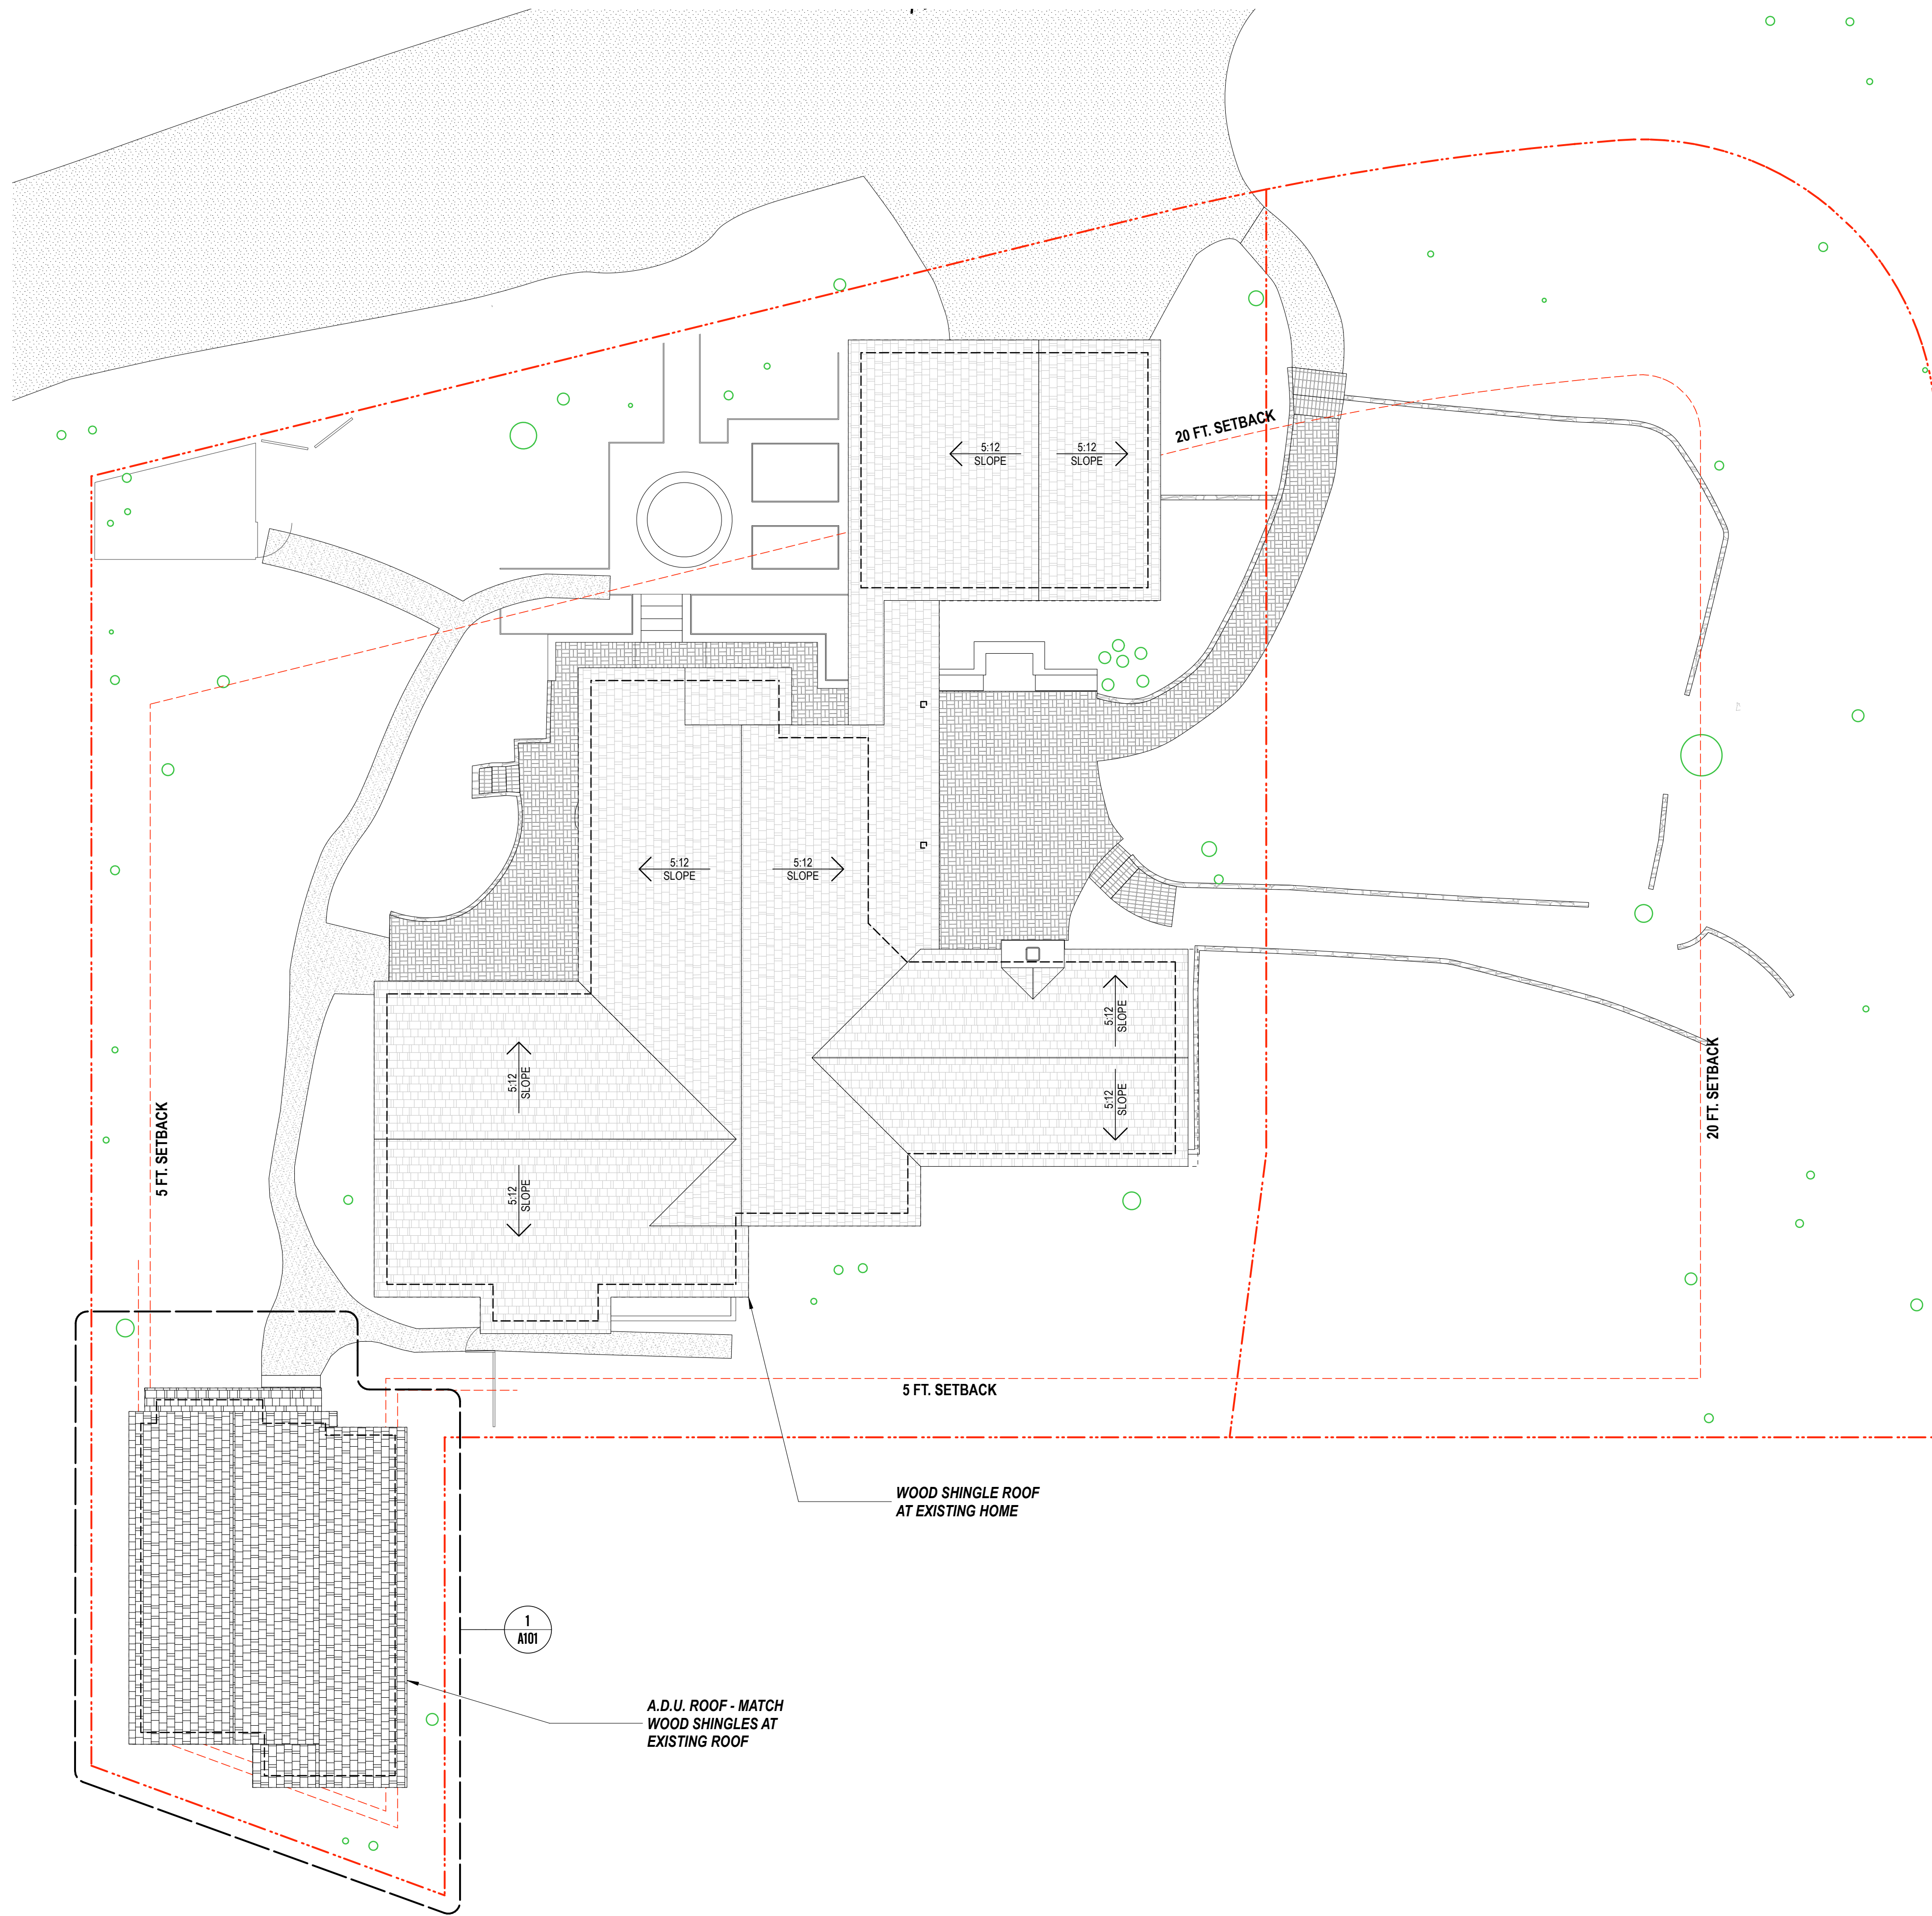 20 FT. SETBACK
5:12
SLOPE
5:12
SLOPE
5:12
SLOPE
5:12
SLOPE
5:12
SLOPE
5:12
SLOPE
5:12
SLOPE
5:12
SLOPE
5 FT. SETBACK
20 FT. SETBACK
5 FT. SETBACK
WOOD SHINGLE ROOF
AT EXISTING HOME
1
A101
A.D.U. ROOF - MATCH
WOOD SHINGLES AT
EXISTING ROOF